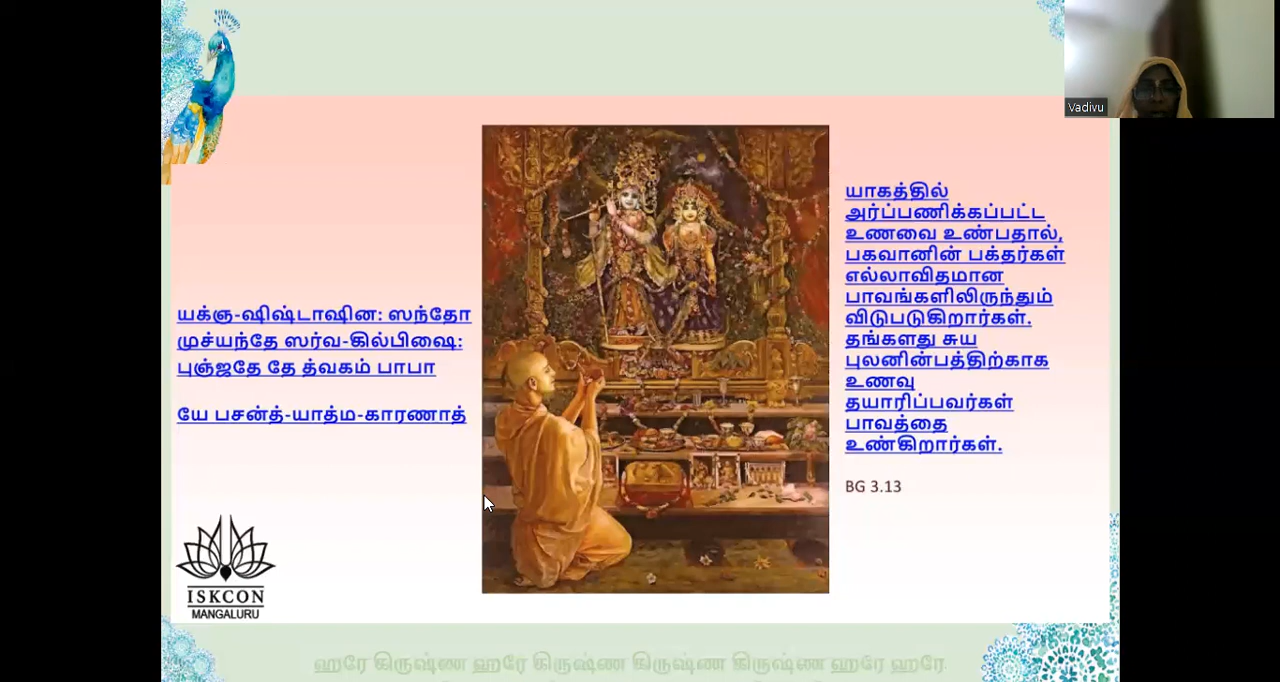 Vadivu
யக்ஞ-ஷிஷ்டாஷின: ஸந்தோ
முச்யந்தே ஸர்வ-கில்பிஷை:
புஞ்ஜதே தே த்வகம் பாபா
யே பசன்த்-யாத்ம-காரணாத்
யாகத்தில்
அர்ப்பணிக்கப்பட்ட
உணவை உண்பதால்,
பகவானின் பக்தர்கள்
எல்லாவிதமான
பாவங்களிலிருந்தும்
விடுபடுகிறார்கள்.
தங்களது சுய
புலனின்பத்திற்காக
உணவு
தயாரிப்பவர்கள்
பாவத்தை
உண்கிறார்கள்.
BG 3.13
ISKCON
MANGALURU
ஹரே கிருஷ்ண ஹரே கிருஷ்ண கிருஷ்ண கிருஷ்ண ஹரே ஹரே